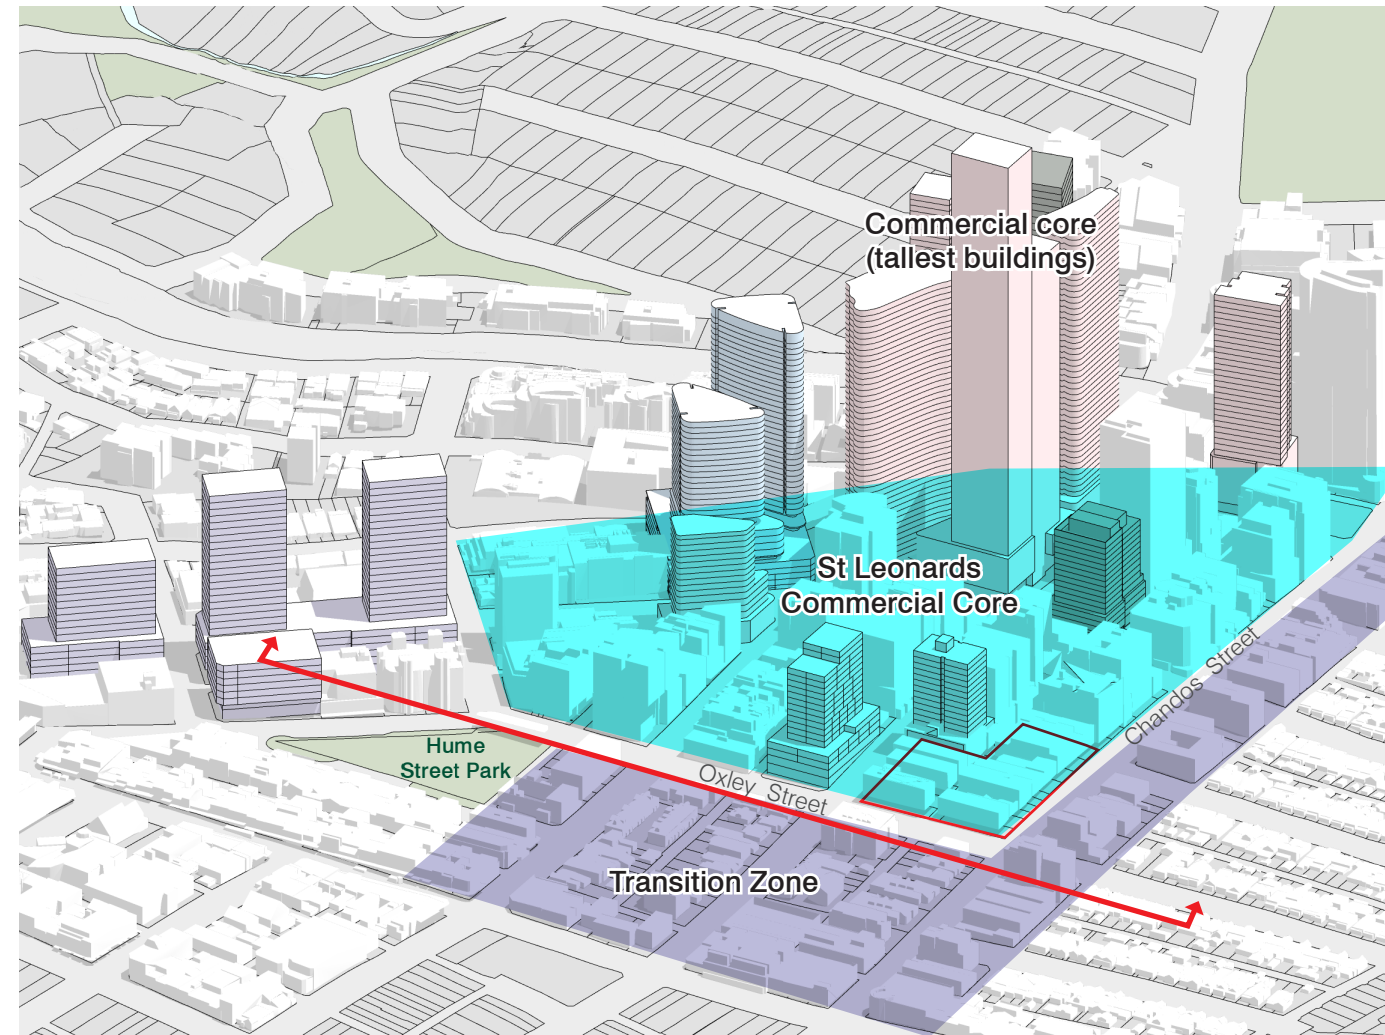 Commercial core
(tallest buildings)
St Leonards
Commercial Core
Chandos Street
Hume
Street Park
Oxley Street
Transition Zone